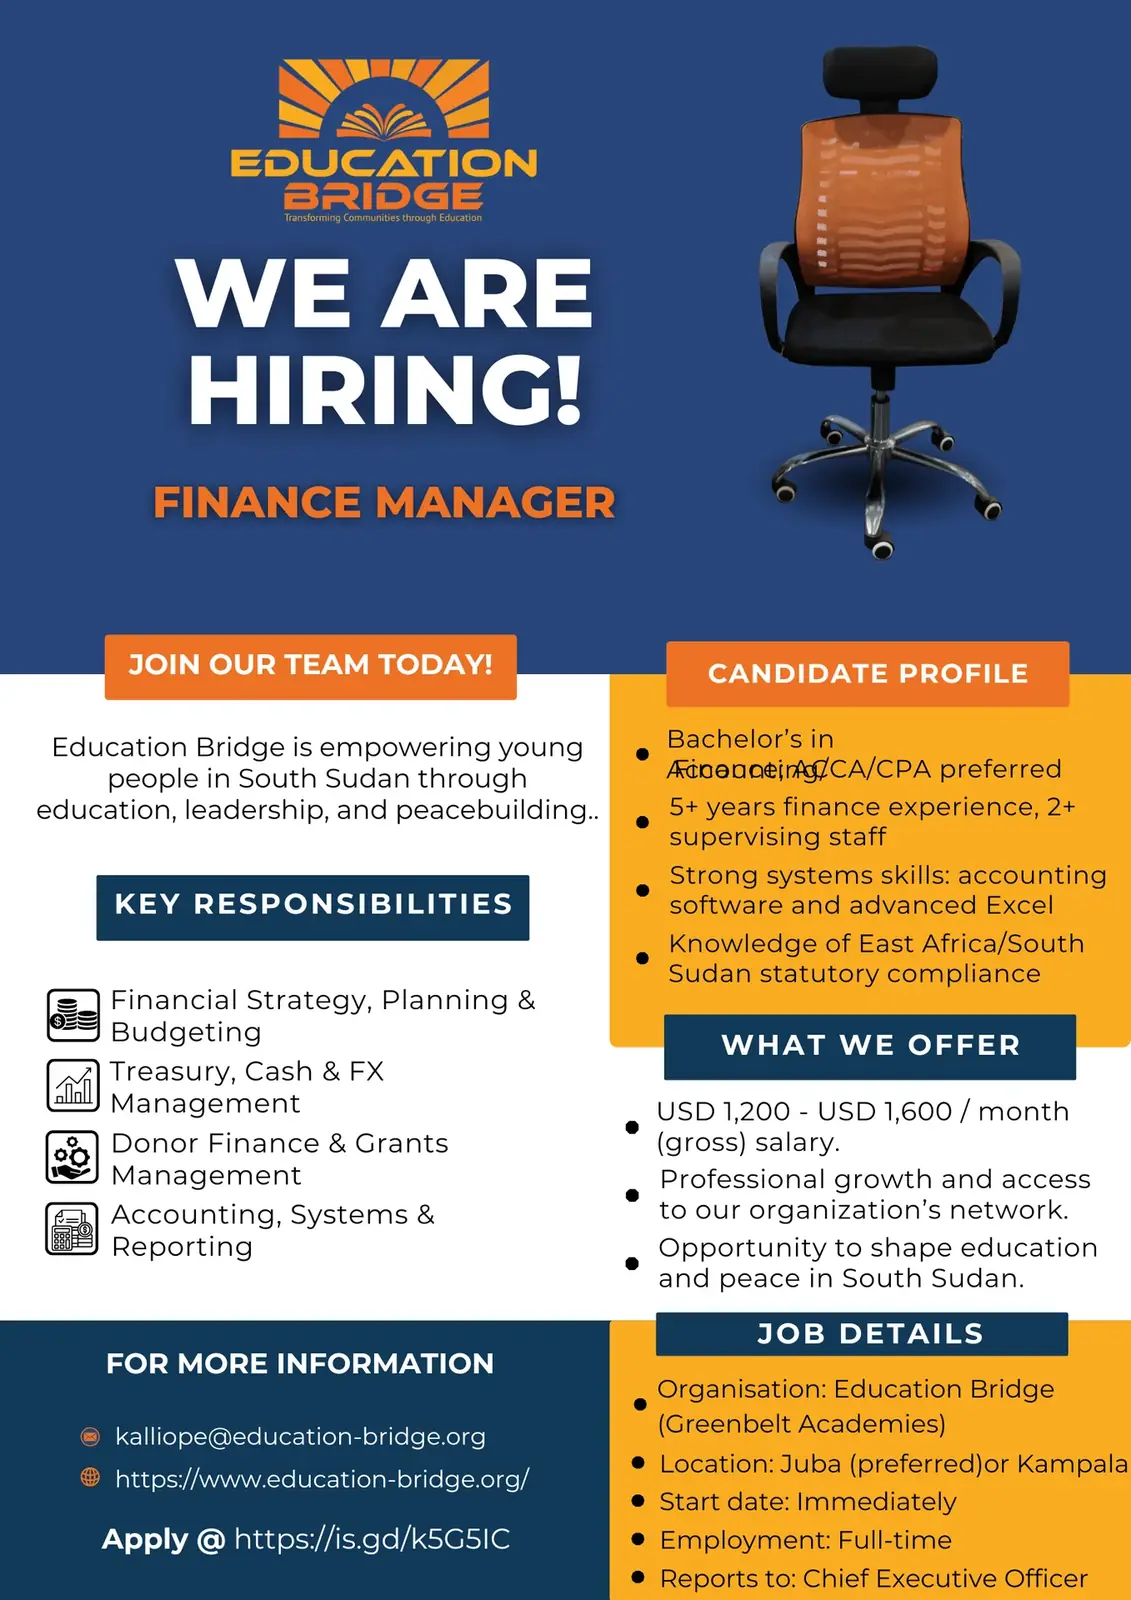 EDUCATION
BRIDGE
Transforming Communities through Education
WE ARE
HIRING!
FINANCE MANAGER
JOIN OUR TEAM TODAY!
Education Bridge is empowering young
people in South Sudan through
education, leadership, and peacebuilding..
KEY RESPONSIBILITIES
Financial Strategy, Planning &
Budgeting
Treasury, Cash & FX
Management
Donor Finance & Grants
Management
Accounting, Systems &
Reporting
CANDIDATE PROFILE
Bachelor's in
Accounting/
Finance, ACCA/CPA preferred
5+ years finance experience, 2+
supervising staff
Strong systems skills: accounting
software and advanced Excel
Knowledge of East Africa/South
Sudan statutory compliance
WHAT WE OFFER
USD 1,200 - USD 1,600 / month
(gross) salary.
Professional growth and access
to our organization's network.
Opportunity to shape education
and peace in South Sudan.
FOR MORE INFORMATION
kalliope@education-bridge.org
https://www.education-bridge.org/
Apply @ https://is.gd/k5G5IC
JOB DETAILS
Organisation: Education Bridge
(Greenbelt Academies)
Location: Juba (preferred)or Kampala
Start date: Immediately
Employment: Full-time
Reports to: Chief Executive Officer